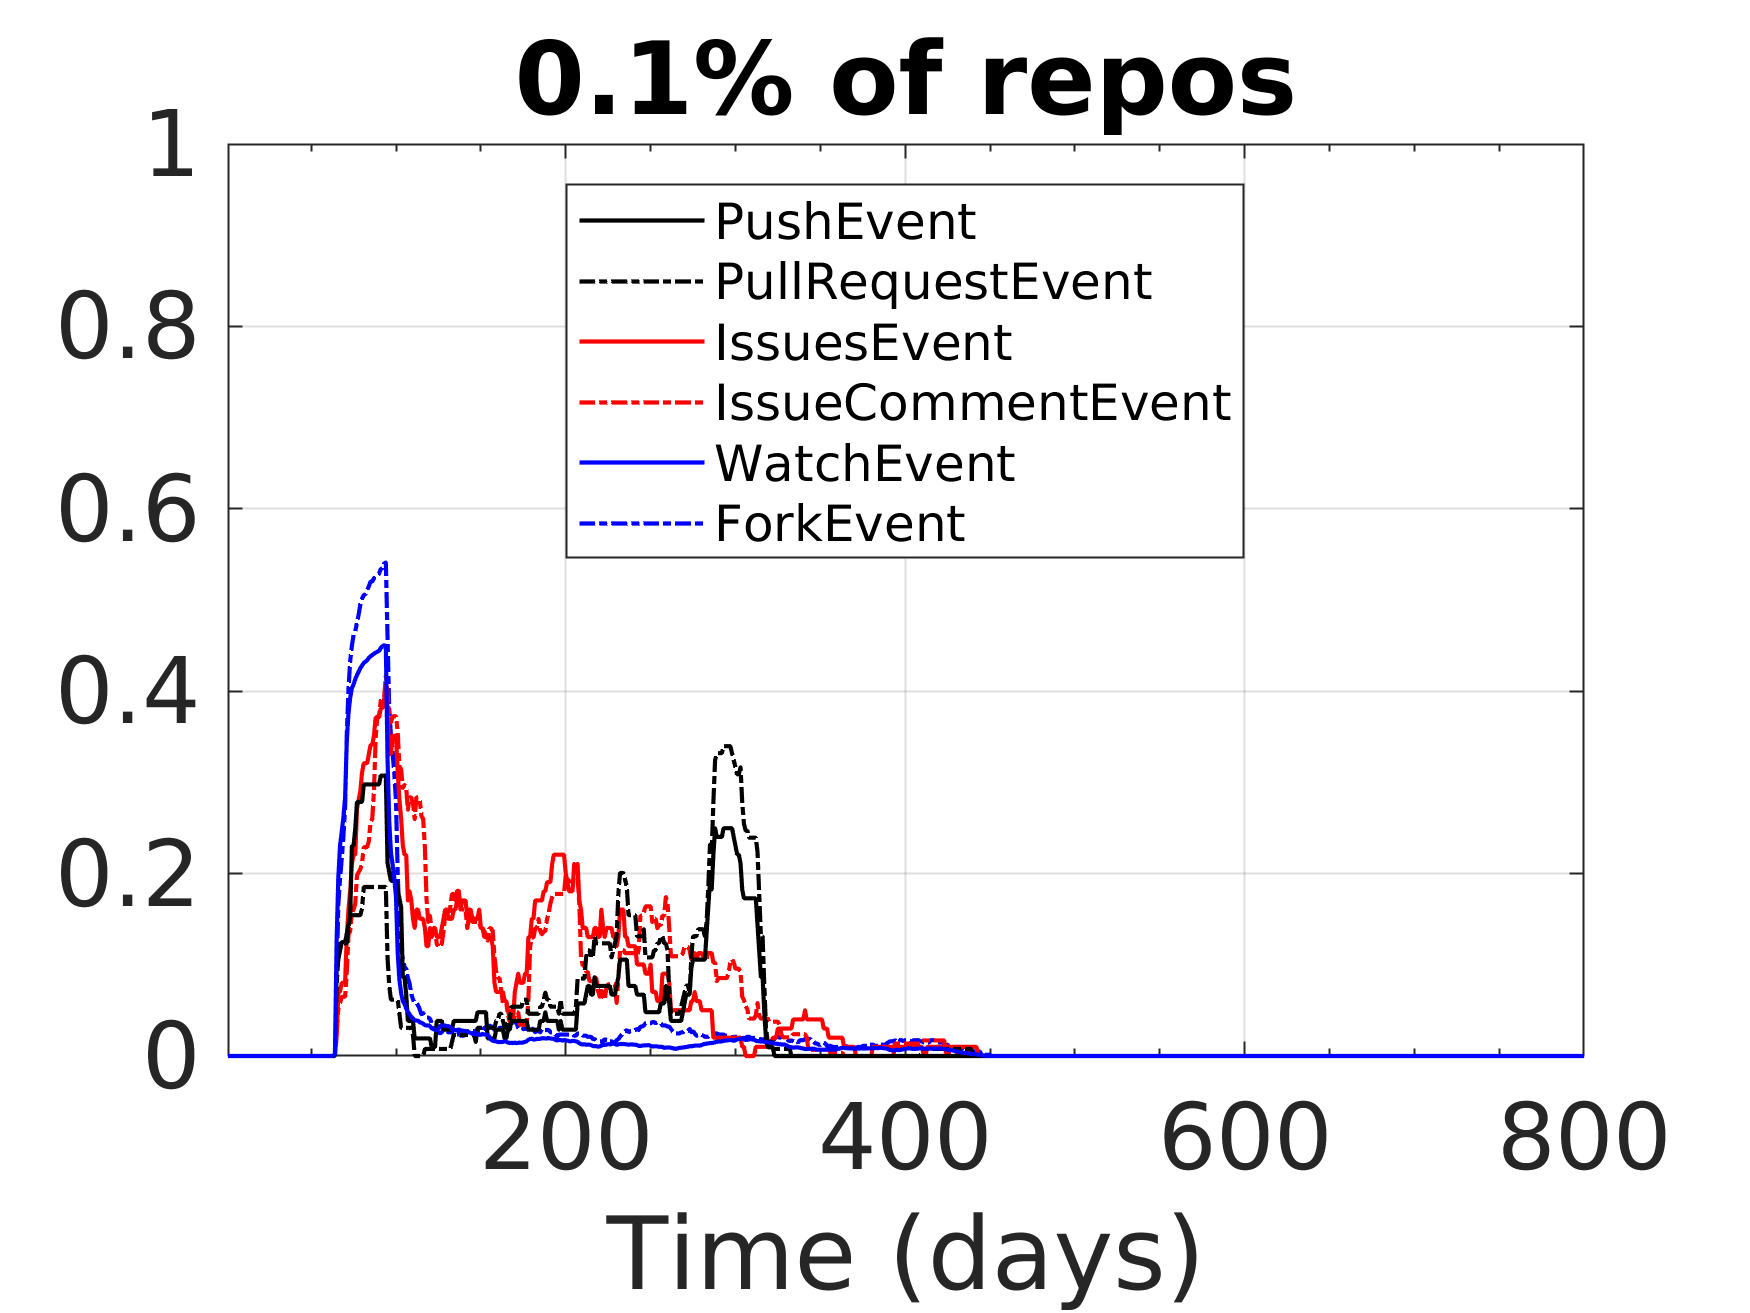 0.1% of repos
1
0.8
0.6
0.4
0.2
0
PushEvent
PullRequestEvent
IssuesEvent
IssueCommentEvent
WatchEvent
ForkEvent
200 400 600 800
Time (days)